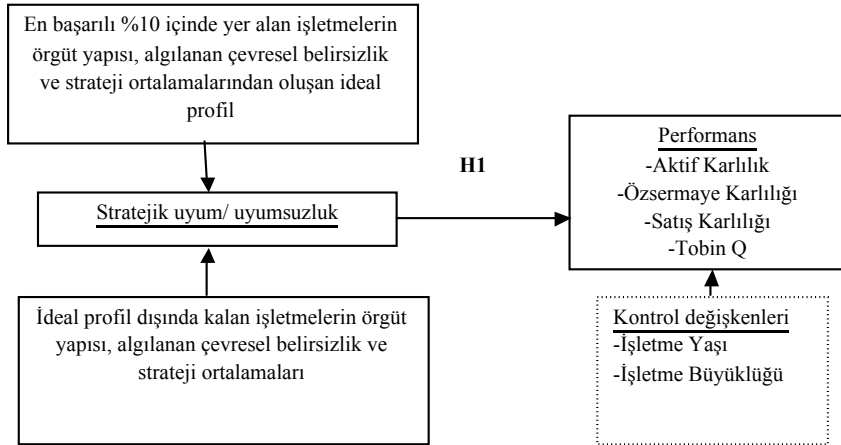 En başarılı %10 içinde yer alan işletmelerin
örgüt yapısı, algılanan çevresel belirsizlik
ve strateji ortalamalarından oluşan ideal
profil
Stratejik uyum/ uyumsuzluk
İdeal profil dışında kalan işletmelerin örgüt
yapısı, algılanan çevresel belirsizlik ve
strateji ortalamaları
H1
Performans
-Aktif Karlılık
-Özsermaye Karlılığı
-Satış Karlılığı
-Tobin Q
Kontrol değişkenleri
-İşletme Yaşı
-İşletme Büyüklüğü